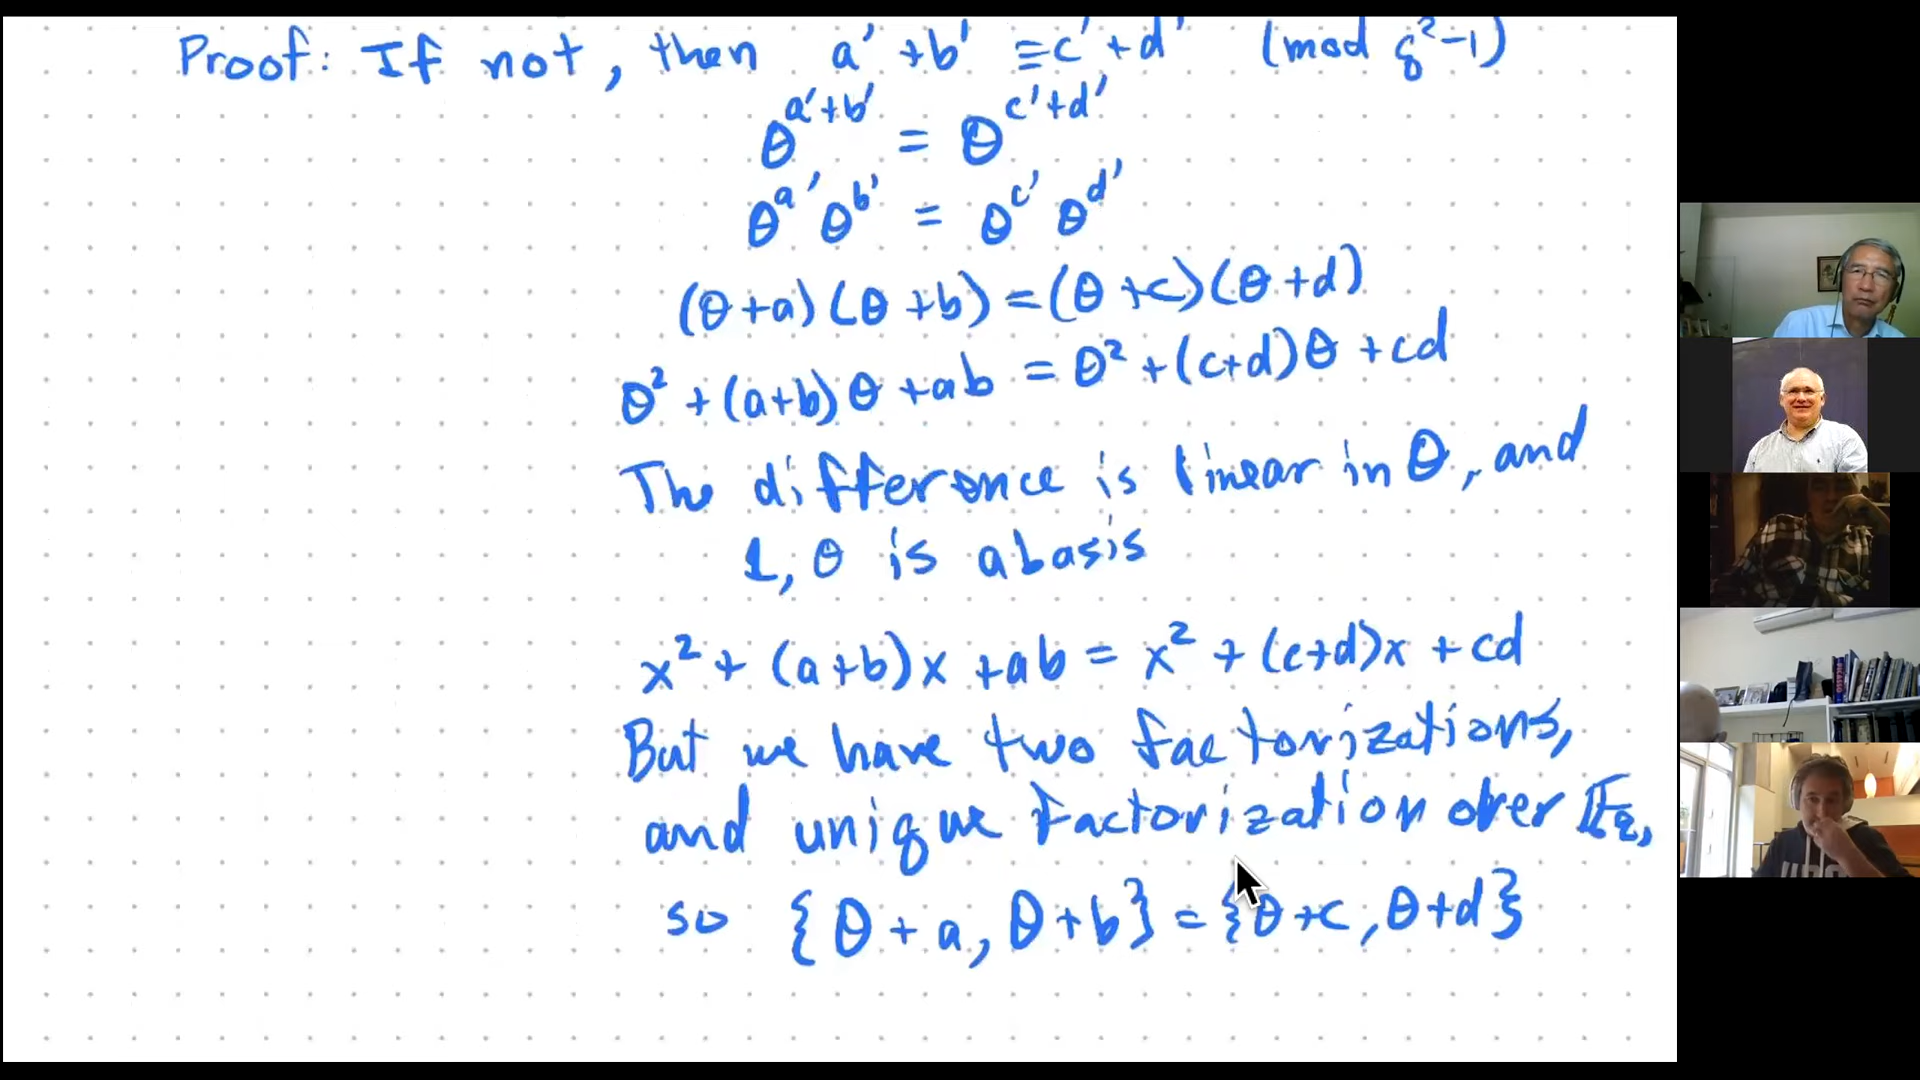 Proof: If not, then a'+b' ≡ c'+d' (mod q²-1)
θ^{a'+b'} = θ^{c'+d'}
θ^{a'} θ^{b'} = θ^{c'} θ^{d'}
(θ+a)(θ+b) = (θ+c)(θ+d)
θ² + (a+b)θ + ab = θ² + (c+d)θ + cd
The difference is linear in θ, and
1, θ is a basis
x² + (a+b)x + ab = x² + (c+d)x + cd
But we have two factorizations,
and unique factorization over 𝔽_q,
so {θ+a, θ+b} = {θ+c, θ+d}